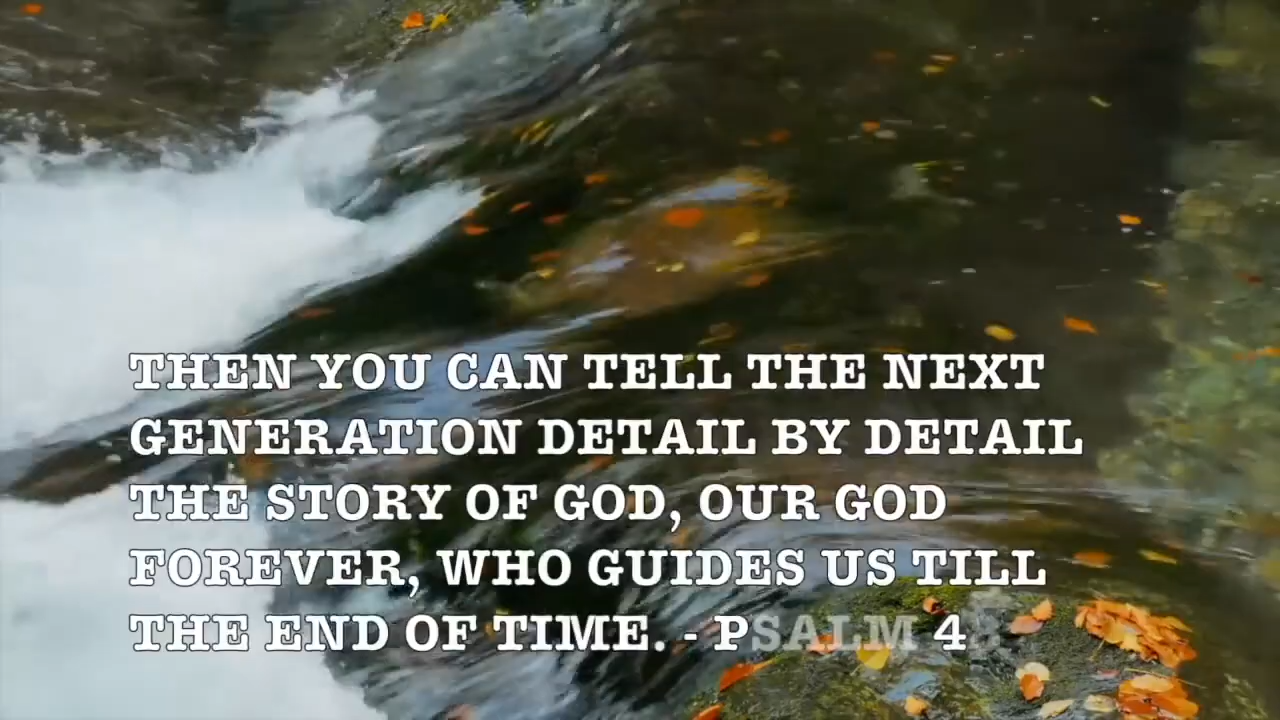 THEN YOU CAN TELL THE NEXT
GENERATION DETAIL BY DETAIL
THE STORY OF GOD, OUR GOD
FOREVER, WHO GUIDES US TILL
THE END OF TIME. - PSALM 48